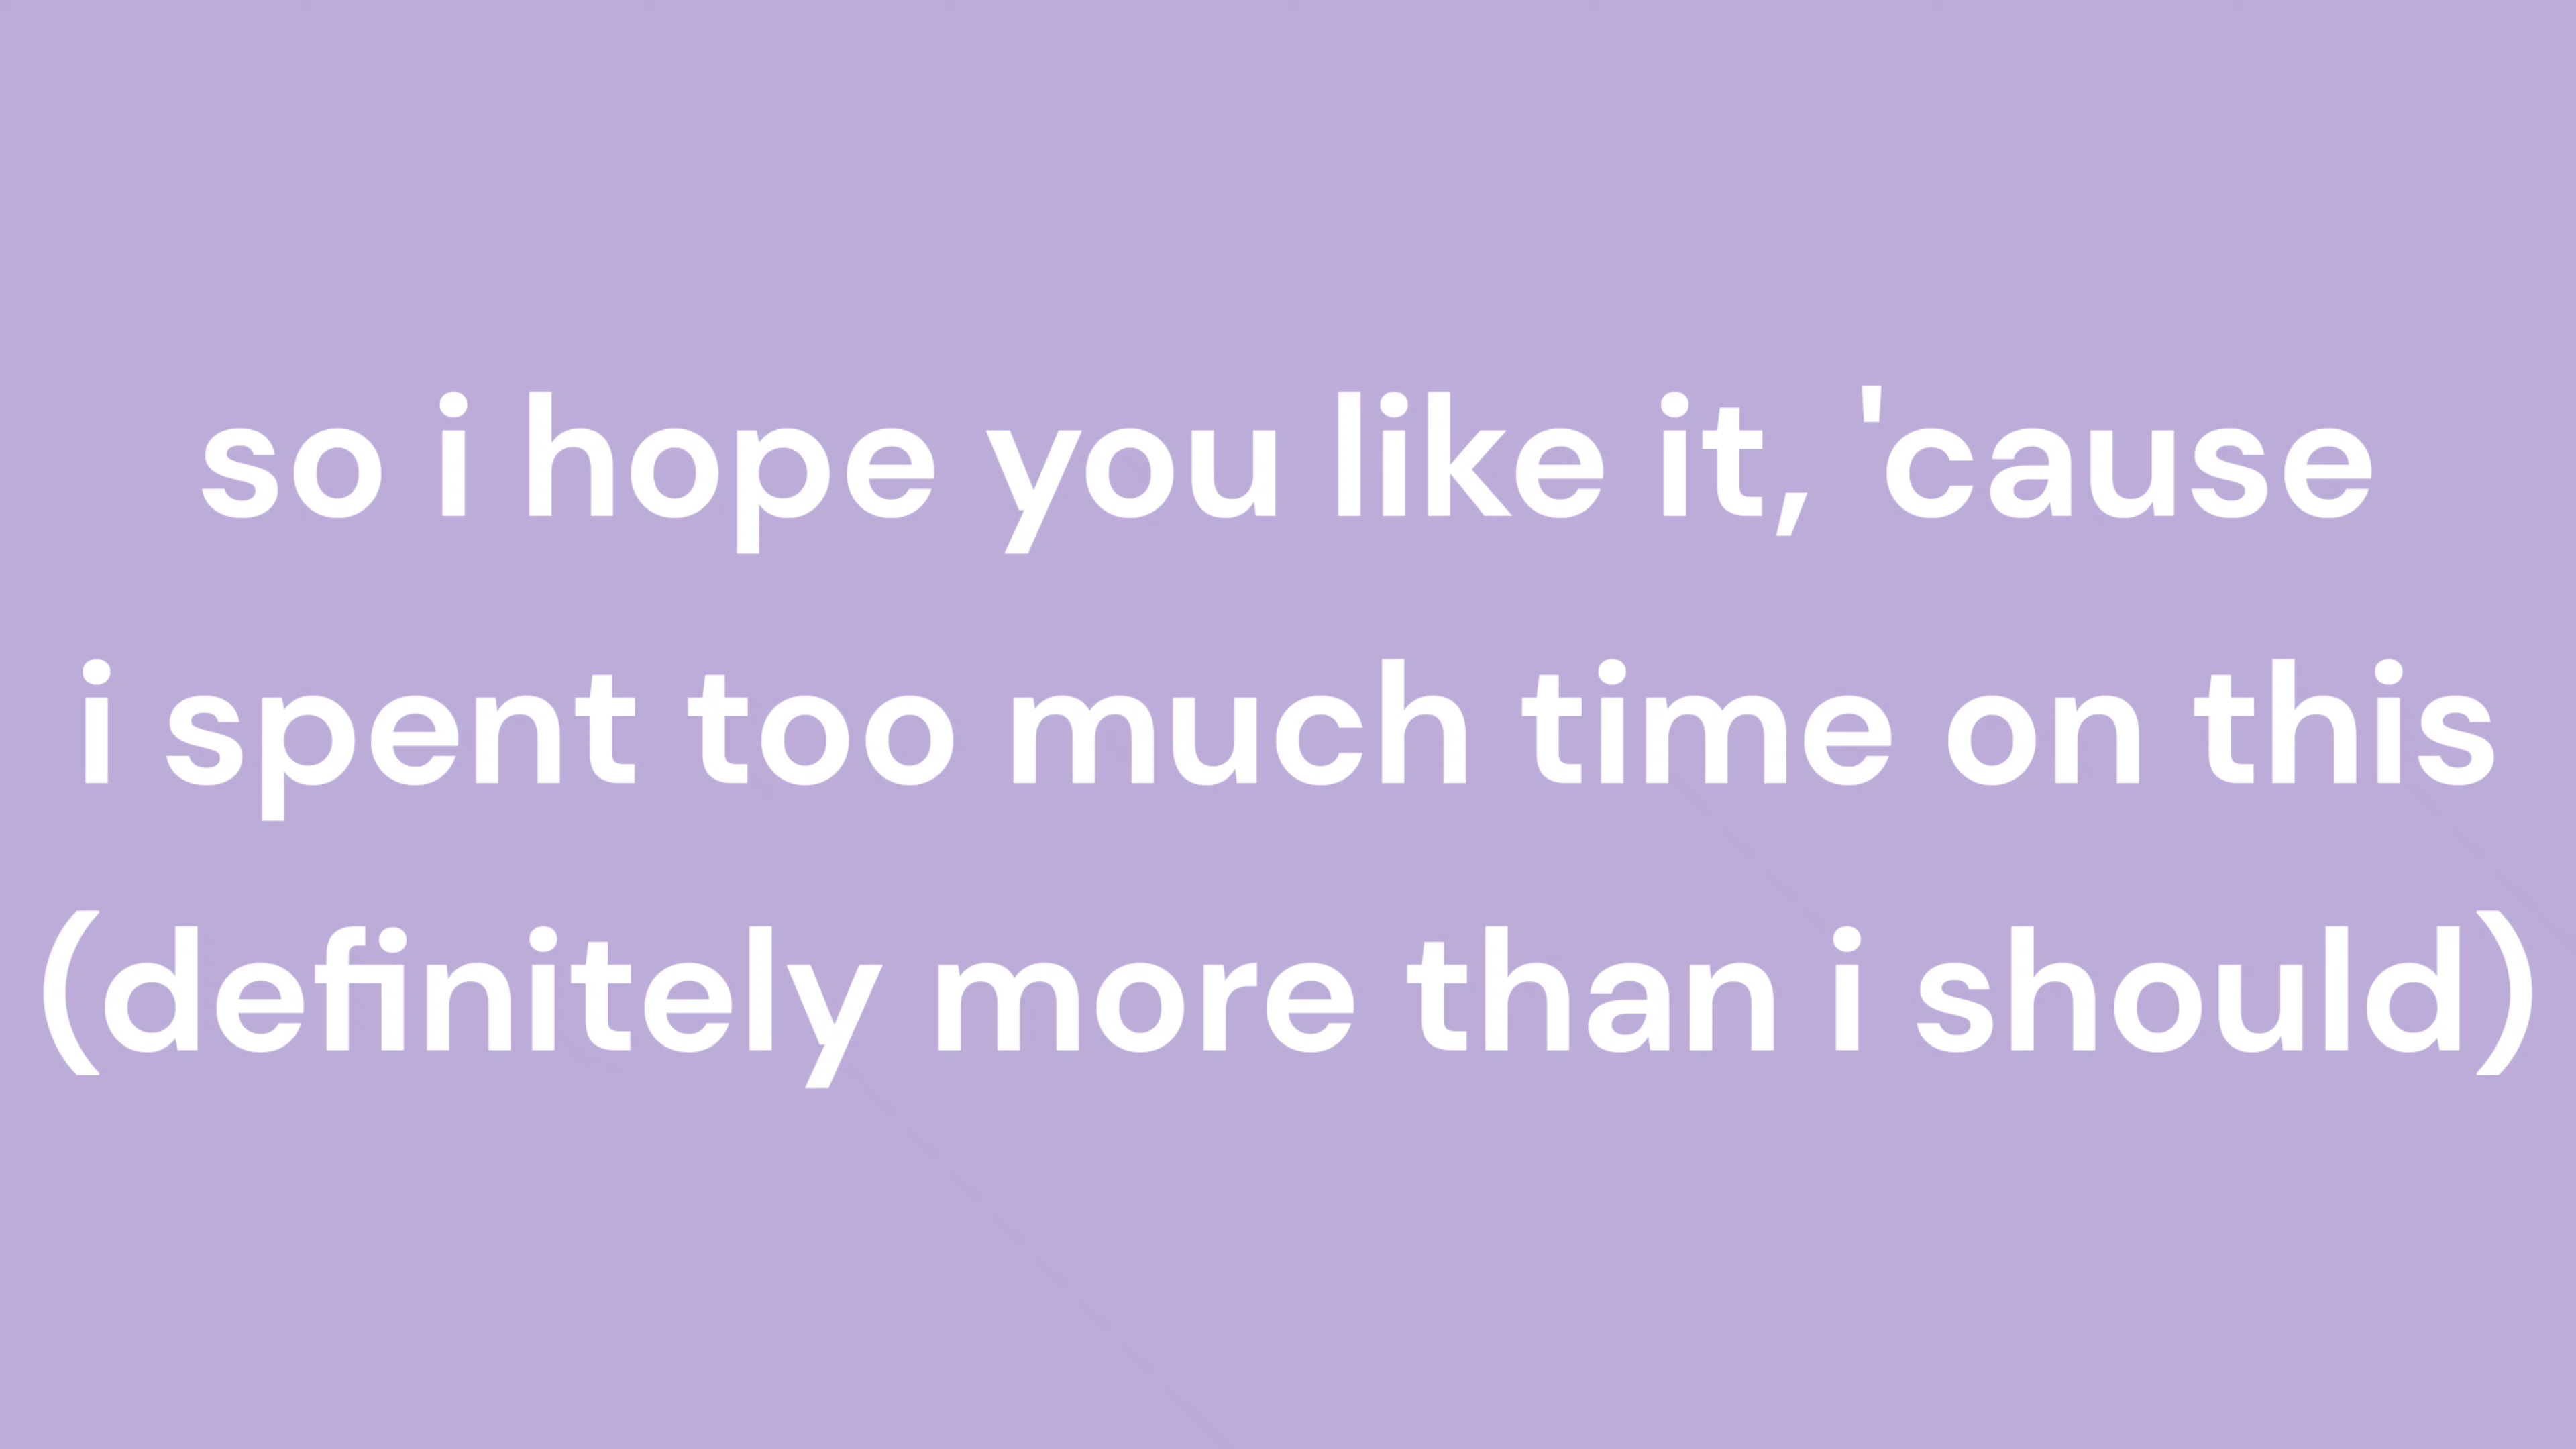 so i hope you like it, 'cause
i spent too much time on this
(definitely more than i should)